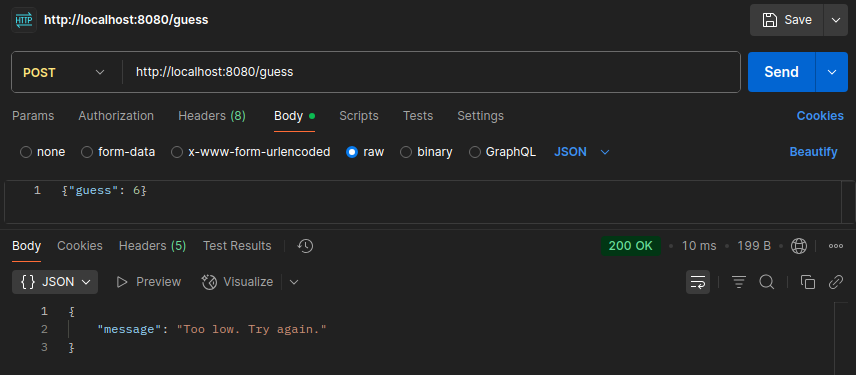 HTTP http://localhost:8080/guess Save
POST http://localhost:8080/guess Send
Params Authorization Headers (8) Body Scripts Tests Settings Cookies
none form-data x-www-form-urlencoded raw binary GraphQL JSON Beautify
1 {"guess": 6}
Body Cookies Headers (5) Test Results 200 OK • 10 ms • 199 B
{} JSON Preview Visualize
1 {
2 "message": "Too low. Try again."
3 }